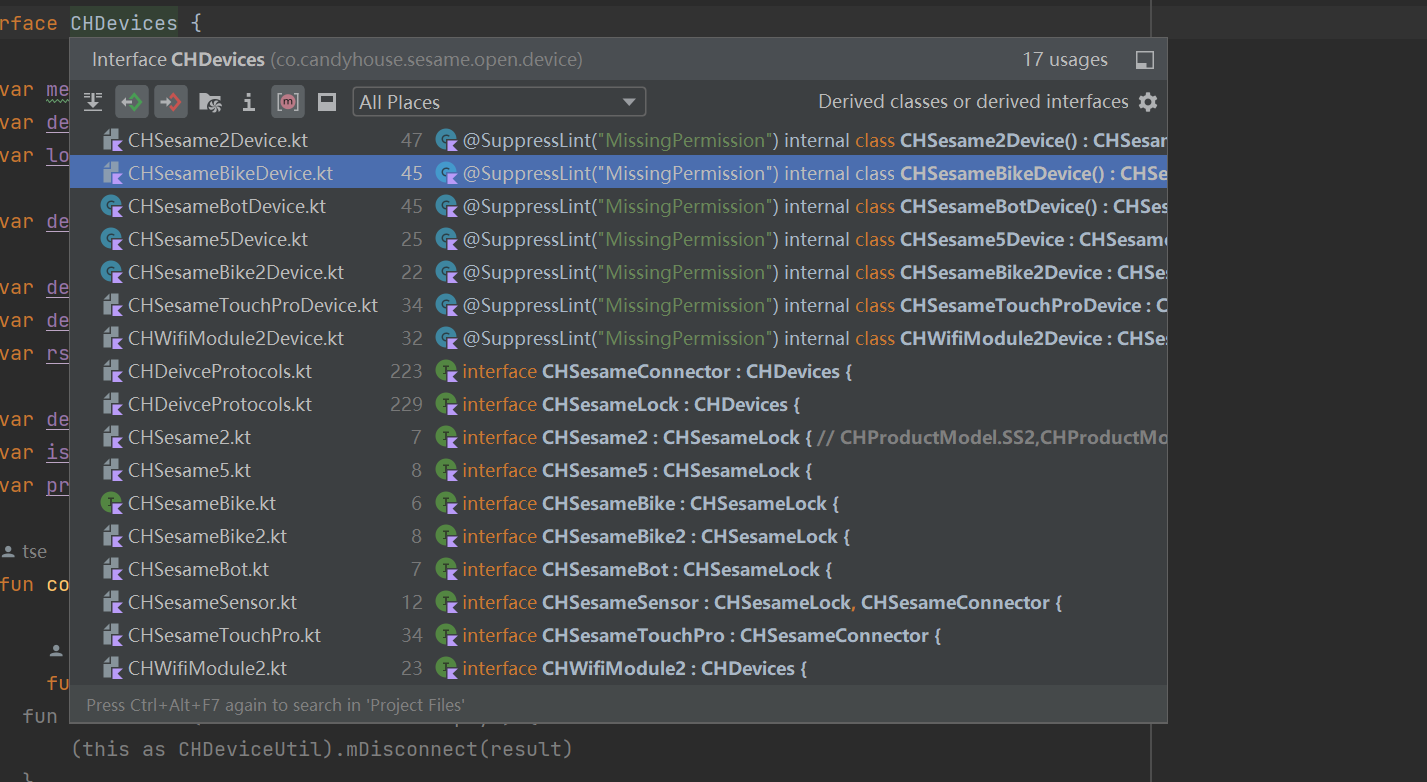 rface CHDevices {
Interface CHDevices (co.candyhouse.sesame.open.device) 17 usages
var me
All Places Derived classes or derived interfaces
var de
CHSesame2Device.kt 47 @SuppressLint("MissingPermission") internal class CHSesame2Device() : CHSesar
var lo
CHSesameBikeDevice.kt 45 @SuppressLint("MissingPermission") internal class CHSesameBikeDevice() : CHSe
CHSesameBotDevice.kt 45 @SuppressLint("MissingPermission") internal class CHSesameBotDevice() : CHSes
var de
CHSesame5Device.kt 25 @SuppressLint("MissingPermission") internal class CHSesame5Device : CHSesame
CHSesameBike2Device.kt 22 @SuppressLint("MissingPermission") internal class CHSesameBike2Device : CHSe
var de
CHSesameTouchProDevice.kt 34 @SuppressLint("MissingPermission") internal class CHSesameTouchProDevice : C
var de
CHWifiModule2Device.kt 32 @SuppressLint("MissingPermission") internal class CHWifiModule2Device : CHSe
var rs
CHDeivceProtocols.kt 223 interface CHSesameConnector : CHDevices {
CHDeivceProtocols.kt 229 interface CHSesameLock : CHDevices {
var de
CHSesame2.kt 7 interface CHSesame2 : CHSesameLock { // CHProductModel.SS2,CHProductMo
var is
CHSesame5.kt 8 interface CHSesame5 : CHSesameLock {
var pr
CHSesameBike.kt 6 interface CHSesameBike : CHSesameLock {
CHSesameBike2.kt 8 interface CHSesameBike2 : CHSesameLock {
tse
CHSesameBot.kt 7 interface CHSesameBot : CHSesameLock {
fun co
CHSesameSensor.kt 12 interface CHSesameSensor : CHSesameLock, CHSesameConnector {
CHSesameTouchPro.kt 34 interface CHSesameTouchPro : CHSesameConnector {
CHWifiModule2.kt 23 interface CHWifiModule2 : CHDevices {
fu
Press Ctrl+Alt+F7 again to search in 'Project Files'
fun
(this as CHDeviceUtil).mDisconnect(result)
}